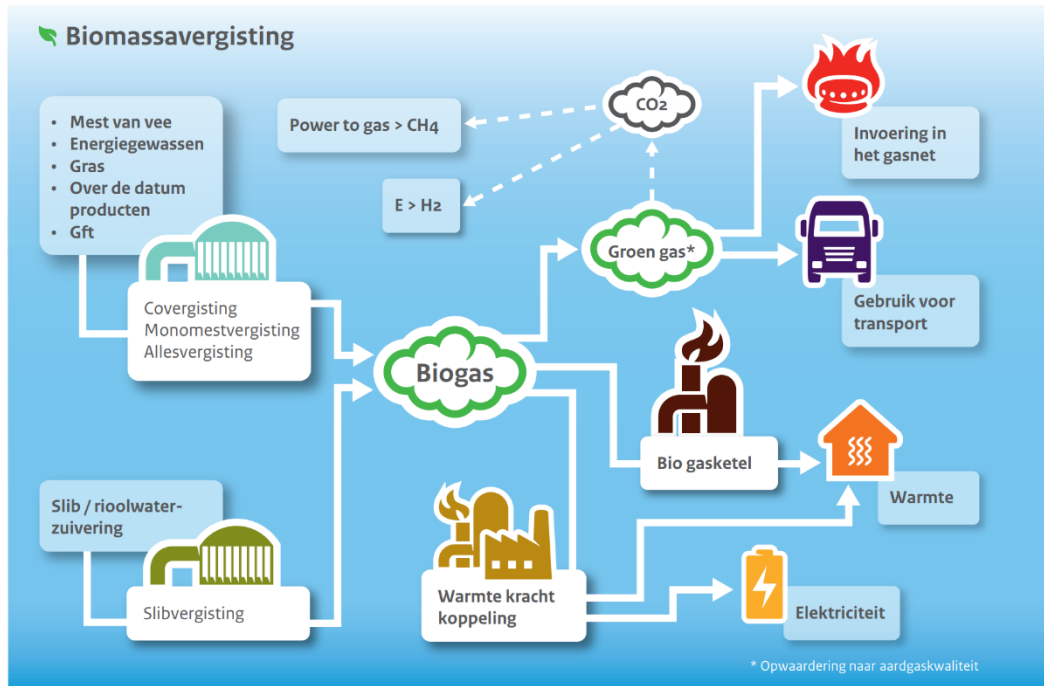 Biomassavergisting
• Mest van vee
• Energiegewassen
• Gras
• Over de datum
producten
• Gft
Covergisting
Monomestvergisting
Allesvergisting
Slib / rioolwater-
zuivering
Slibvergisting
Power to gas > CH4
E > H2
CO2
Groen gas*
Biogas
Invoering in
het gasnet
Gebruik voor
transport
Bio gasketel
Warmte
Warmte kracht
koppeling
Elektriciteit
* Opwaardering naar aardgaskwaliteit